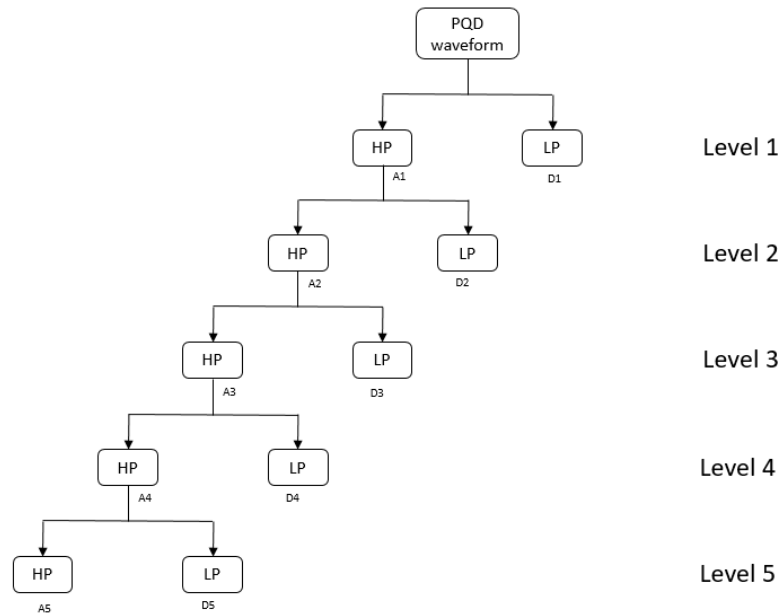 PQD
waveform
HP
LP
Level 1
A1
D1
HP
LP
Level 2
A2
D2
HP
LP
Level 3
A3
D3
HP
LP
Level 4
A4
D4
HP
LP
Level 5
A5
D5